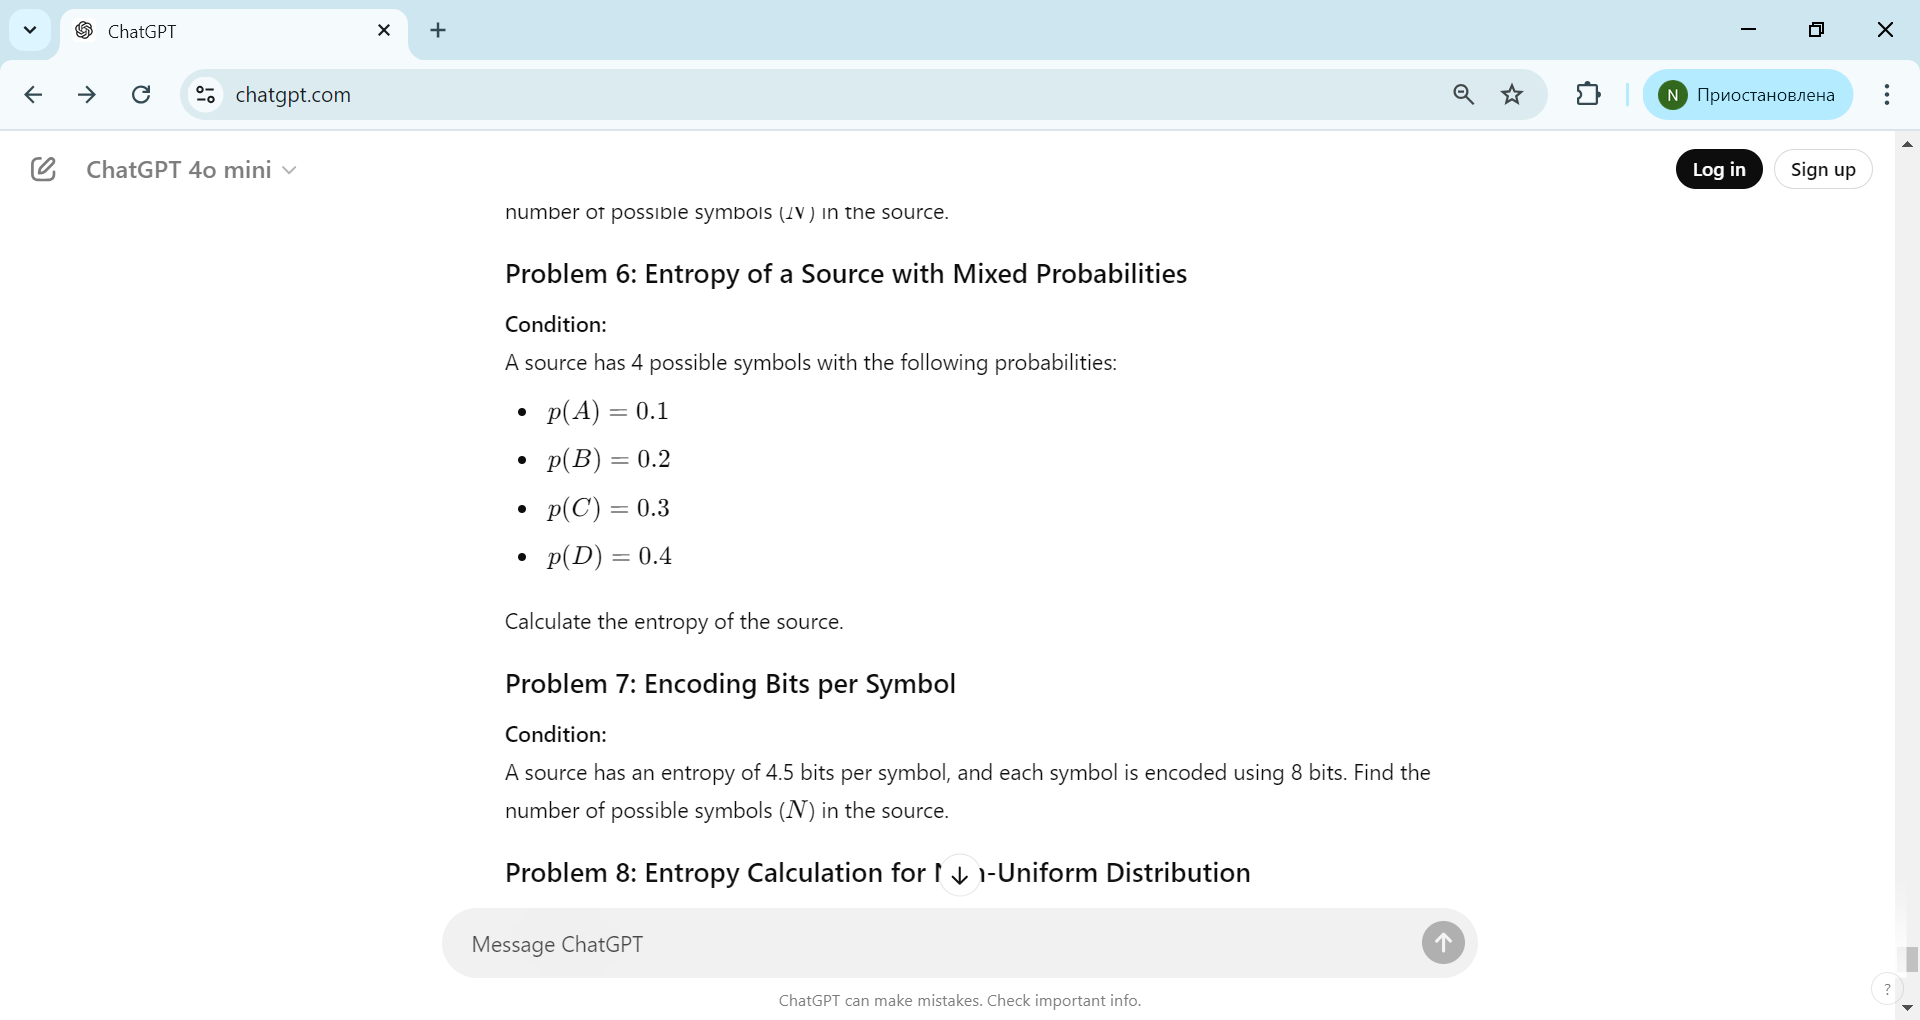 ChatGPT
chatgpt.com
N Приостановлена
ChatGPT 4o mini
Log in
Sign up
number of possible symbols (N) in the source.
Problem 6: Entropy of a Source with Mixed Probabilities
Condition:
A source has 4 possible symbols with the following probabilities:
• p(A) = 0.1
• p(B) = 0.2
• p(C) = 0.3
• p(D) = 0.4
Calculate the entropy of the source.
Problem 7: Encoding Bits per Symbol
Condition:
A source has an entropy of 4.5 bits per symbol, and each symbol is encoded using 8 bits. Find the
number of possible symbols (N) in the source.
Problem 8: Entropy Calculation for Non-Uniform Distribution
Message ChatGPT
ChatGPT can make mistakes. Check important info.
?